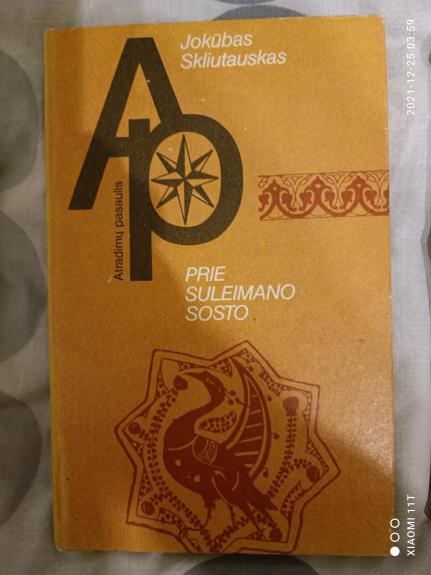 Jokūbas
Skliutauskas
AP
Atradimų pasaulis
PRIE
SULEIMANO
SOSTO
2021-12-25 03:59
XIAOMI 11T